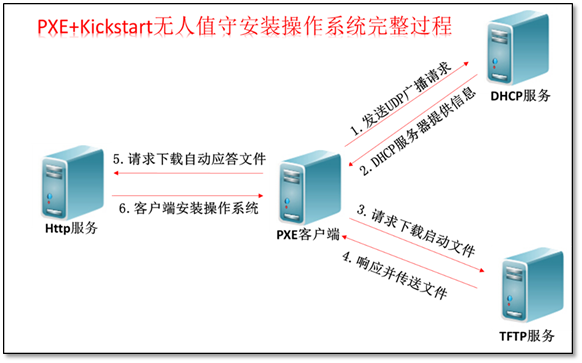 PXE+Kickstart无人值守安装操作系统完整过程
DHCP服务
1.发送UDP广播请求
2.DHCP服务器提供信息
5.请求下载自动应答文件
6.客户端安装操作系统
Http服务
PXE客户端
3.请求下载启动文件
4.响应并传送文件
TFTP服务